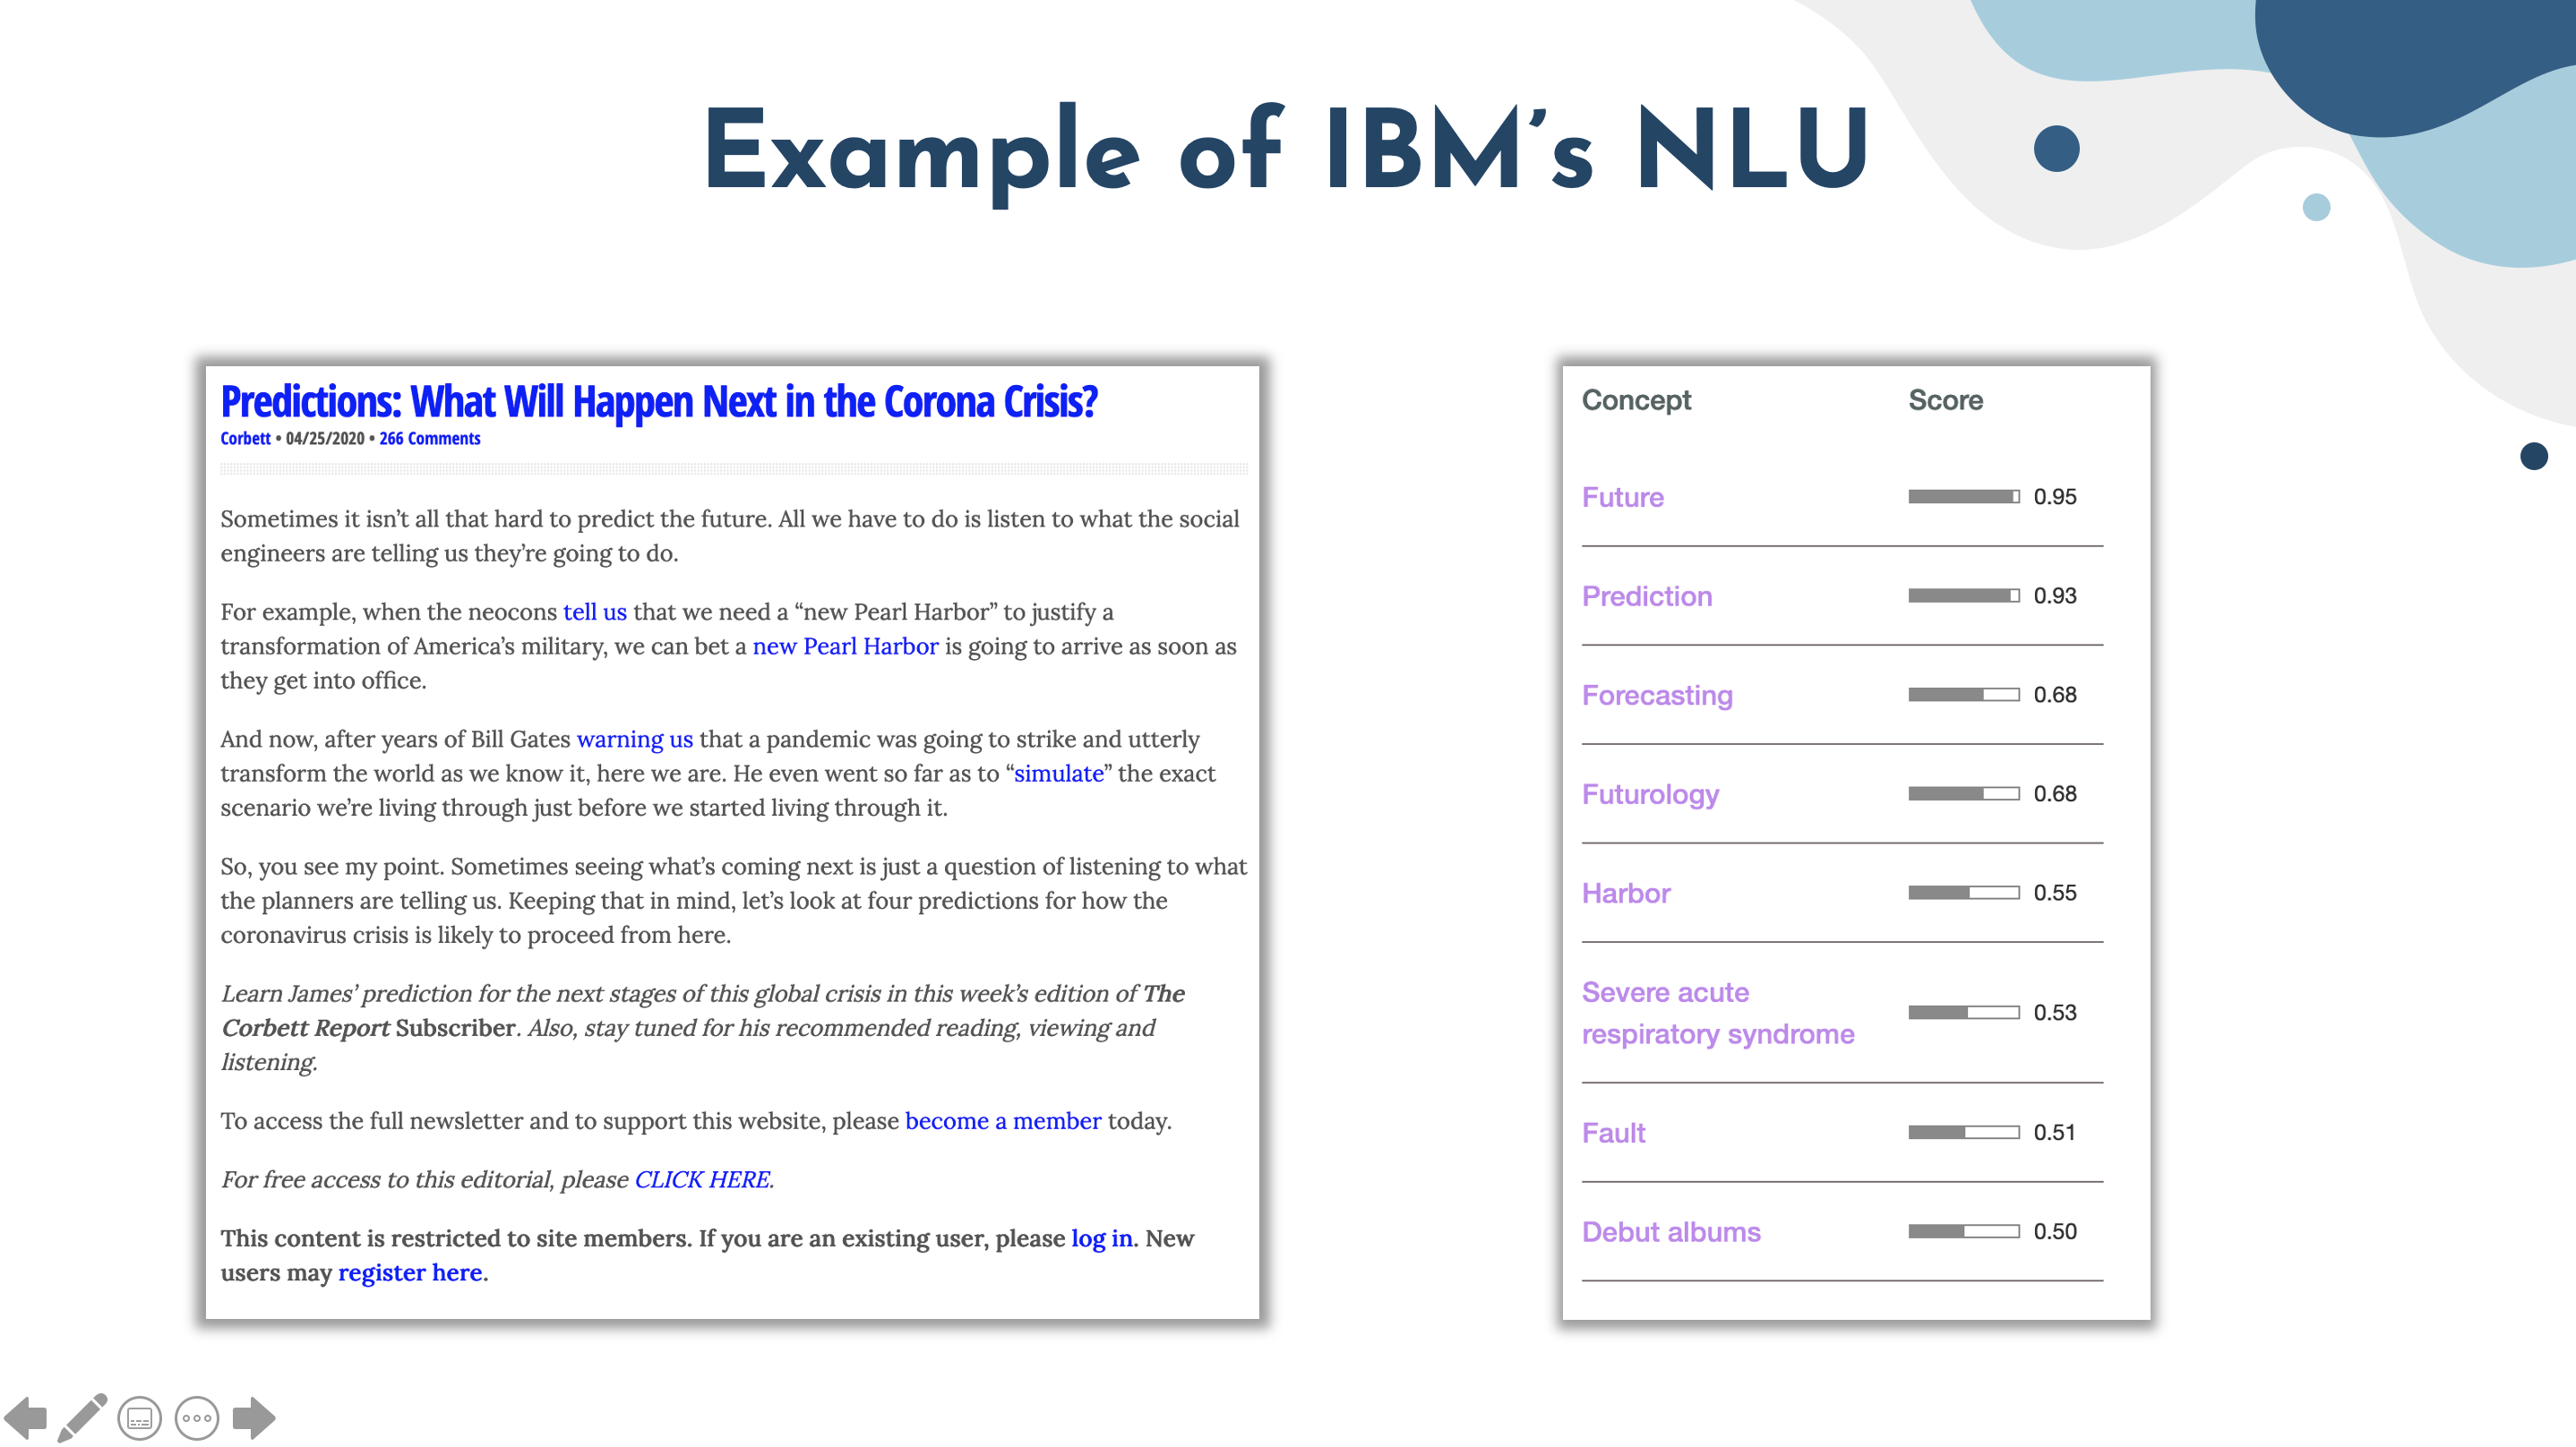 Example of IBM’s NLU
Predictions: What Will Happen Next in the Corona Crisis?
Corbett • 04/25/2020 • 266 Comments
Sometimes it isn’t all that hard to predict the future. All we have to do is listen to what the social
engineers are telling us they’re going to do.
For example, when the neocons tell us that we need a “new Pearl Harbor” to justify a
transformation of America’s military, we can bet a new Pearl Harbor is going to arrive as soon as
they get into office.
And now, after years of Bill Gates warning us that a pandemic was going to strike and utterly
transform the world as we know it, here we are. He even went so far as to “simulate” the exact
scenario we’re living through just before we started living through it.
So, you see my point. Sometimes seeing what’s coming next is just a question of listening to what
the planners are telling us. Keeping that in mind, let’s look at four predictions for how the
coronavirus crisis is likely to proceed from here.
Learn James’ prediction for the next stages of this global crisis in this week’s edition of The
Corbett Report Subscriber. Also, stay tuned for his recommended reading, viewing and
listening.
To access the full newsletter and to support this website, please become a member today.
For free access to this editorial, please CLICK HERE.
This content is restricted to site members. If you are an existing user, please log in. New
users may register here.
Concept Score
Future 0.95
Prediction 0.93
Forecasting 0.68
Futurology 0.68
Harbor 0.55
Severe acute
respiratory syndrome 0.53
Fault 0.51
Debut albums 0.50